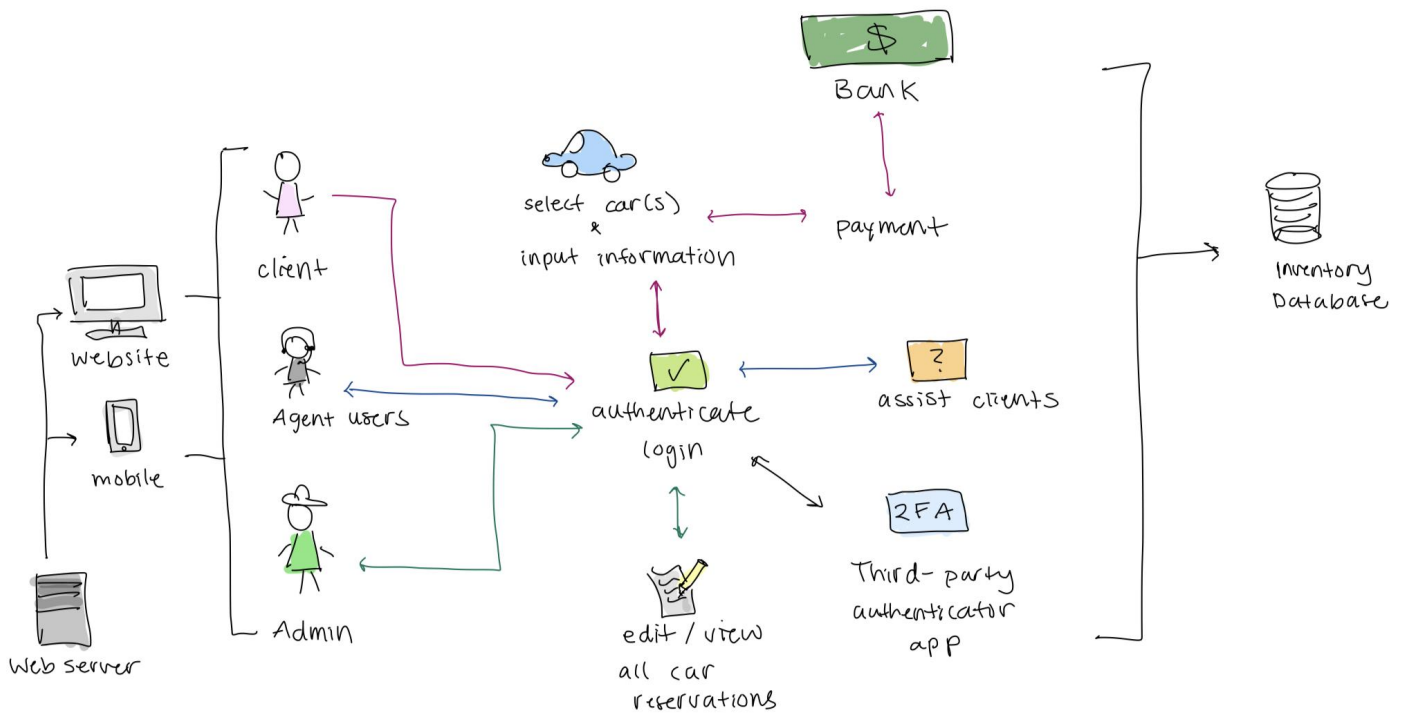 $
Bank
select car(s)
&
input information
payment
client
Inventory
Database
website
?
✓
Agent users
authenticate
login
assist clients
mobile
2FA
Third-party
authenticator
app
Admin
edit / view
all car
reservations
Web server